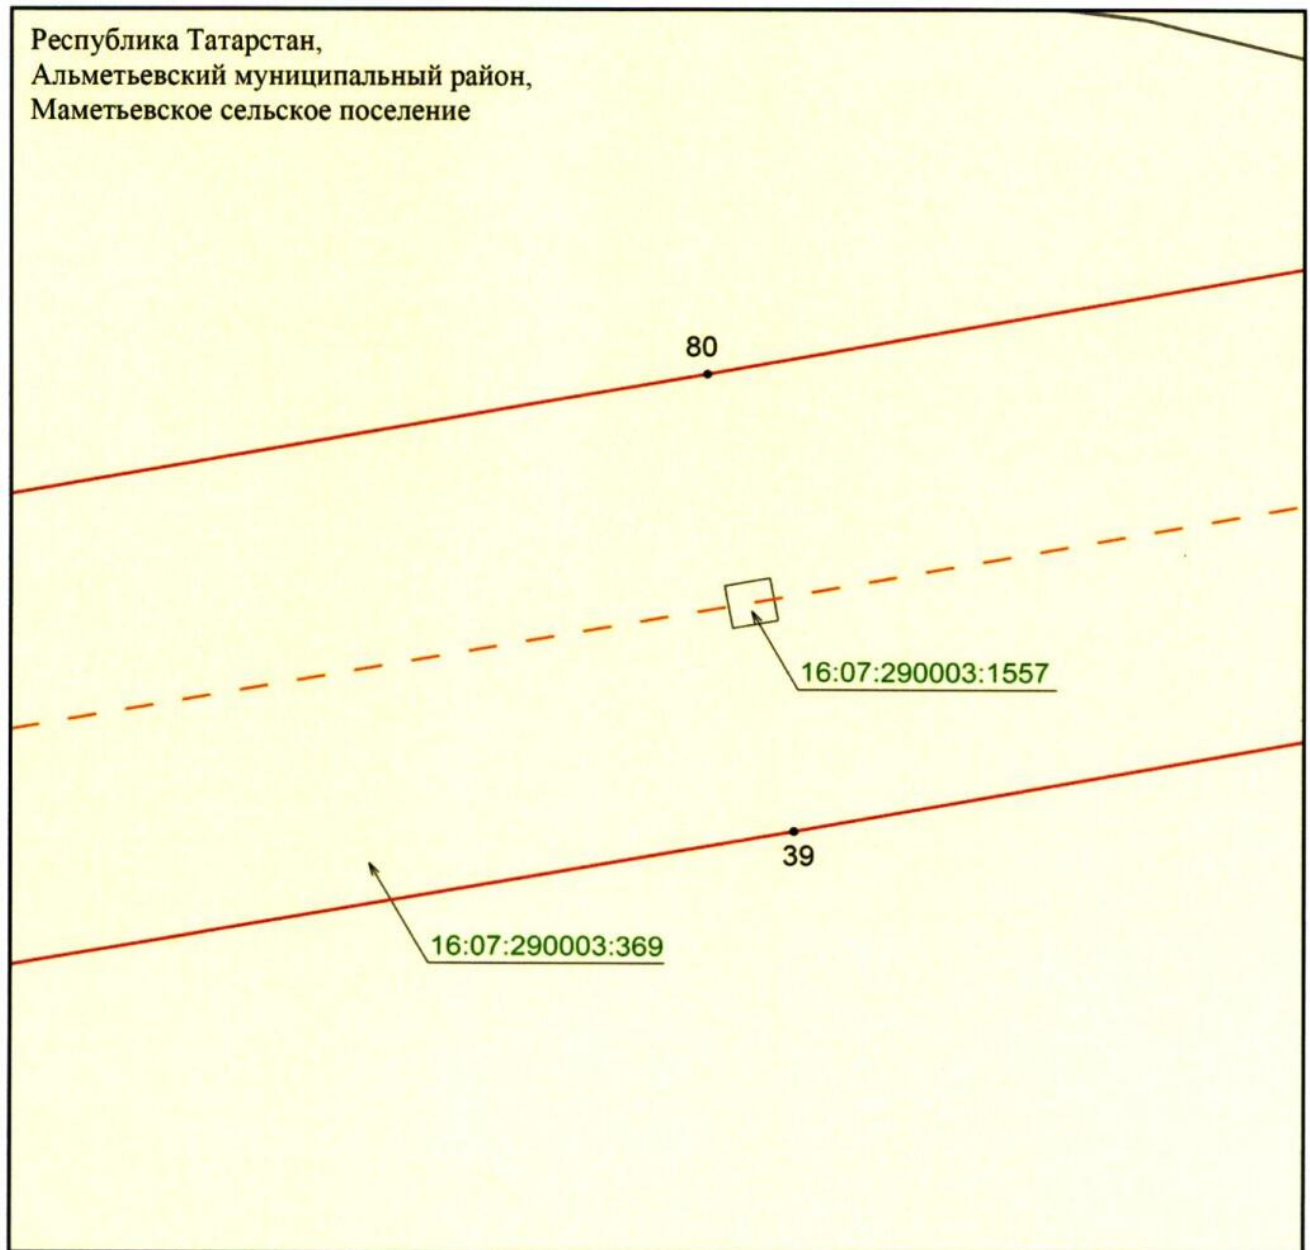 Республика Татарстан,
Альметьевский муниципальный район,
Маметьевское сельское поселение
80
16:07:290003:1557
39
16:07:290003:369